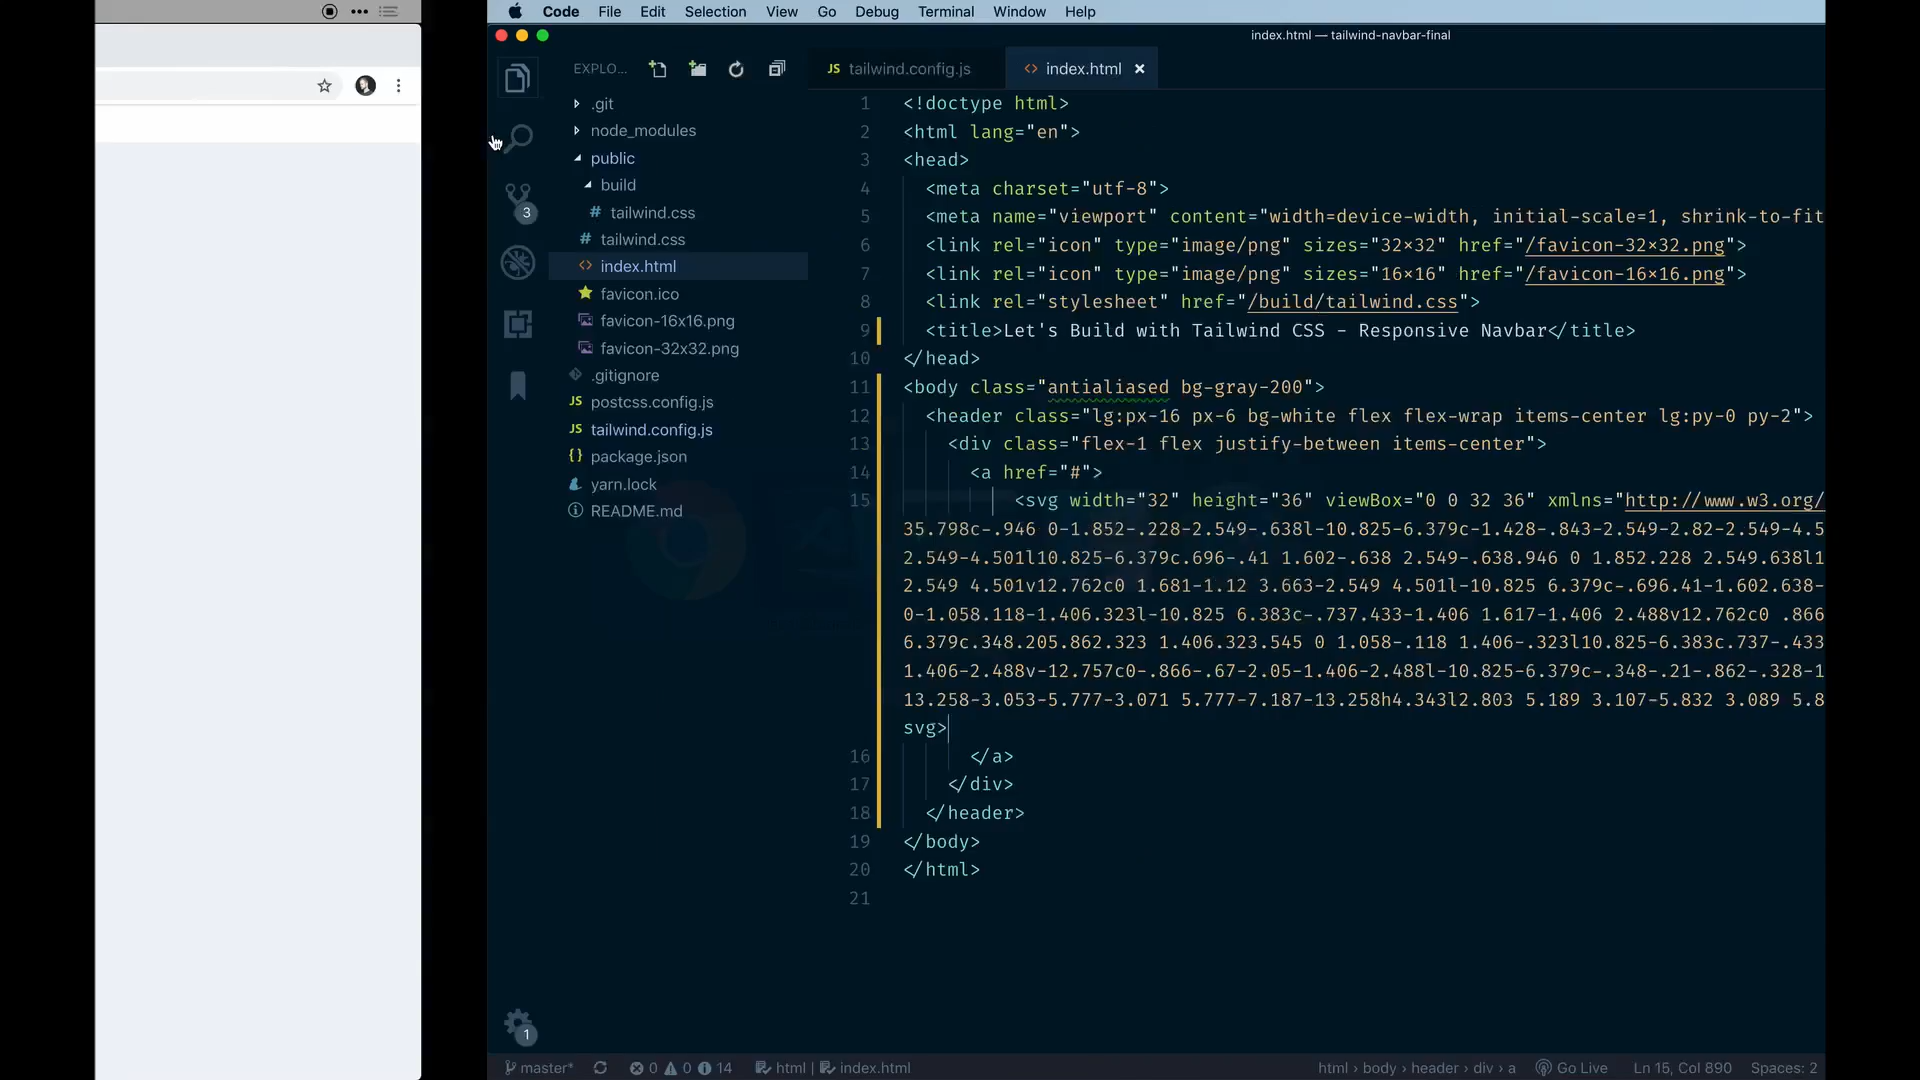 Code File Edit Selection View Go Debug Terminal Window Help
index.html — tailwind-navbar-final
EXPLO...
JS tailwind.config.js
<> index.html ×
.git
node_modules
public
build
# tailwind.css
# tailwind.css
<> index.html
favicon.ico
favicon-16x16.png
favicon-32x32.png
.gitignore
JS postcss.config.js
JS tailwind.config.js
{} package.json
yarn.lock
README.md
3
1
1 <!doctype html>
2 <html lang="en">
3 <head>
4 <meta charset="utf-8">
5 <meta name="viewport" content="width=device-width, initial-scale=1, shrink-to-fit
6 <link rel="icon" type="image/png" sizes="32×32" href="/favicon-32×32.png">
7 <link rel="icon" type="image/png" sizes="16×16" href="/favicon-16×16.png">
8 <link rel="stylesheet" href="/build/tailwind.css">
9 <title>Let's Build with Tailwind CSS - Responsive Navbar</title>
10 </head>
11 <body class="antialiased bg-gray-200">
12 <header class="lg:px-16 px-6 bg-white flex flex-wrap items-center lg:py-0 py-2">
13 <div class="flex-1 flex justify-between items-center">
14 <a href="#">
15 <svg width="32" height="36" viewBox="0 0 32 36" xmlns="http://www.w3.org/
35.798c-.946 0-1.852-.228-2.549-.638l-10.825-6.379c-1.428-.843-2.549-2.82-2.549-4.5
2.549-4.501l10.825-6.379c.696-.41 1.602-.638 2.549-.638.946 0 1.852.228 2.549.638l1
2.549 4.501v12.762c0 1.681-1.12 3.663-2.549 4.501l-10.825 6.379c-.696.41-1.602.638-
0-1.058.118-1.406.323l-10.825 6.383c-.737.433-1.406 1.617-1.406 2.488v12.762c0 .866
6.379c.348.205.862.323 1.406.323.545 0 1.058-.118 1.406-.323l10.825-6.383c.737-.433
1.406-2.488v-12.757c0-.866-.67-2.05-1.406-2.488l-10.825-6.379c-.348-.21-.862-.328-1
13.258-3.053-5.777-3.071 5.777-7.187-13.258h4.343l2.803 5.189 3.107-5.832 3.089 5.8
svg>
16 </a>
17 </div>
18 </header>
19 </body>
20 </html>
21
master* 0 0 14 html | index.html
html › body › header › div › a Go Live Ln 15, Col 890 Spaces: 2